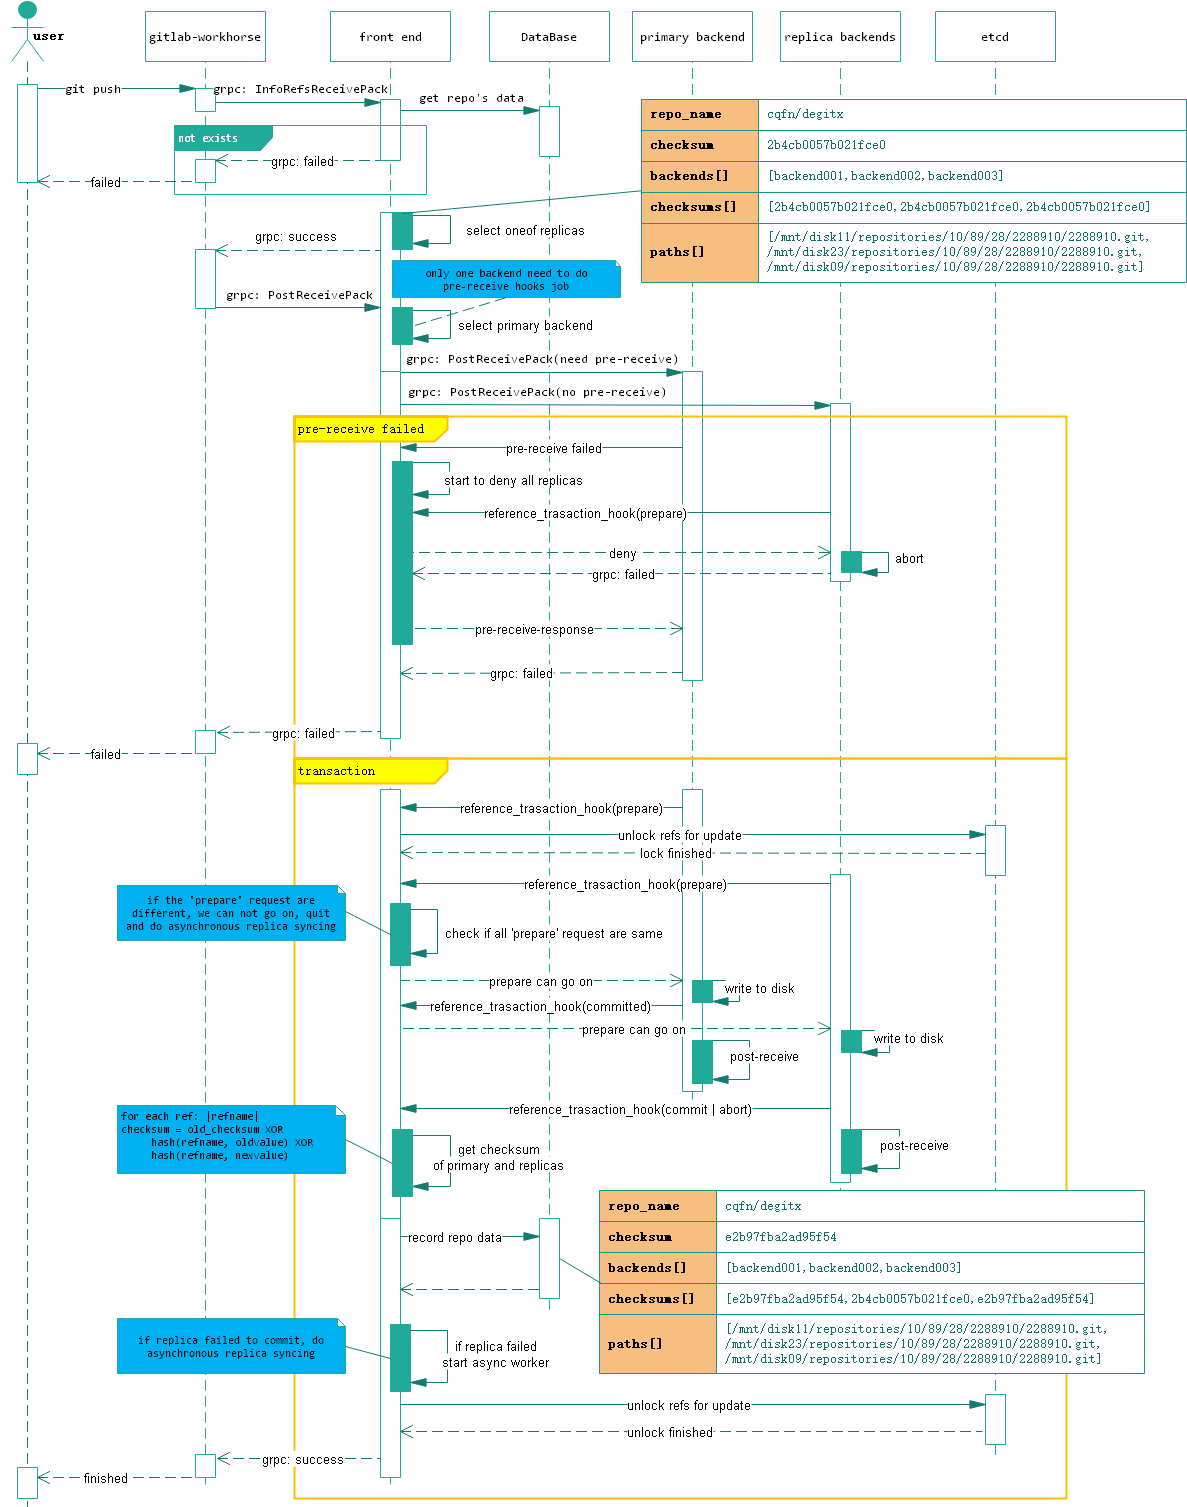 user
gitlab-workhorse
front end
DataBase
primary backend
replica backends
etcd
git push
grpc: InfoRefsReceivePack
get repo's data
not exists
grpc: failed
failed
repo_name
cqfn/degitx
checksum
2b4cb0057b021fce0
backends[]
[backend001, backend002, backend003]
checksums[]
[2b4cb0057b021fce0, 2b4cb0057b021fce0, 2b4cb0057b021fce0]
paths[]
[/mnt/disk11/repositories/10/89/28/2288910/2288910.git,
/mnt/disk23/repositories/10/89/28/2288910/2288910.git,
/mnt/disk09/repositories/10/89/28/2288910/2288910.git]
select oneof replicas
grpc: success
only one backend need to do
pre-receive hooks job
grpc: PostReceivePack
select primary backend
grpc: PostReceivePack(need pre-receive)
grpc: PostReceivePack(no pre-receive)
pre-receive failed
pre-receive failed
start to deny all replicas
reference_trasaction_hook(prepare)
deny
abort
grpc: failed
pre-receive-response
grpc: failed
grpc: failed
failed
transaction
reference_trasaction_hook(prepare)
unlock refs for update
lock finished
reference_trasaction_hook(prepare)
if the 'prepare' request are
different, we can not go on, quit
and do asynchronous replica syncing
check if all 'prepare' request are same
prepare can go on
write to disk
reference_trasaction_hook(committed)
prepare can go on
write to disk
post-receive
reference_trasaction_hook(commit | abort)
for each ref: |refname|
checksum = old_checksum XOR
hash(refname, oldvalue) XOR
hash(refname, newvalue)
get checksum
of primary and replicas
post-receive
repo_name
cqfn/degitx
checksum
e2b97fba2ad95f54
backends[]
[backend001, backend002, backend003]
checksums[]
[e2b97fba2ad95f54, 2b4cb0057b021fce0, e2b97fba2ad95f54]
paths[]
[/mnt/disk11/repositories/10/89/28/2288910/2288910.git,
/mnt/disk23/repositories/10/89/28/2288910/2288910.git,
/mnt/disk09/repositories/10/89/28/2288910/2288910.git]
record repo data
if replica failed to commit, do
asynchronous replica syncing
if replica failed
start async worker
unlock refs for update
unlock finished
grpc: success
finished